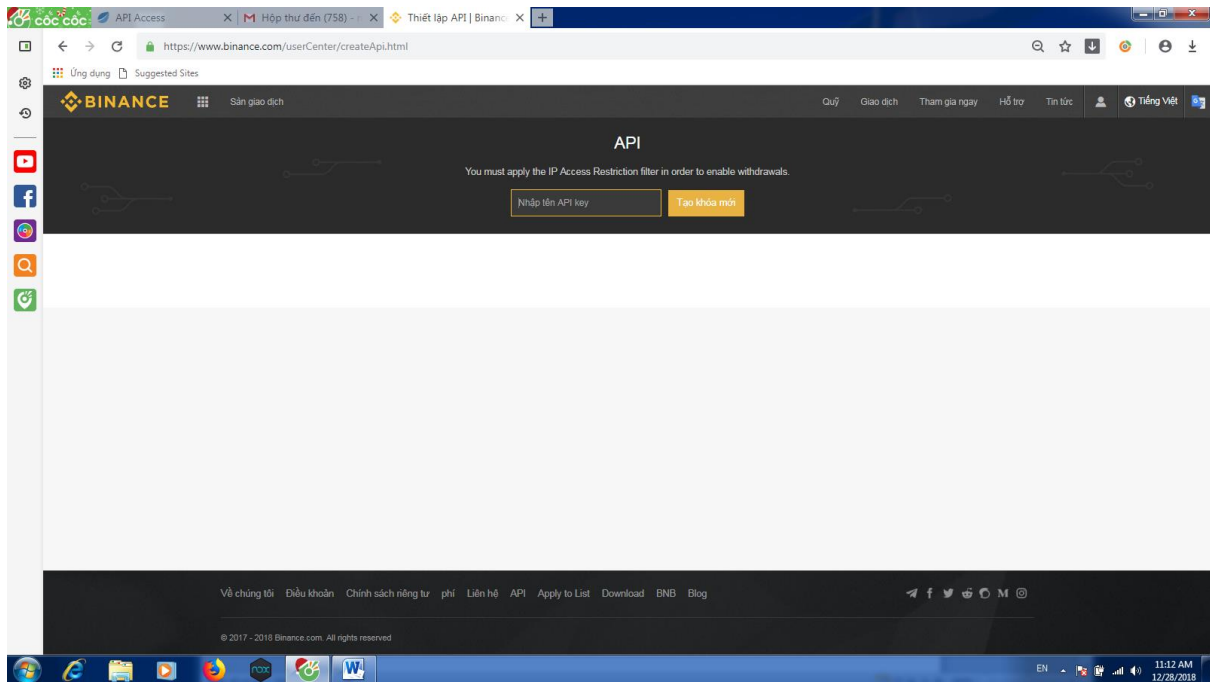 cốc cốc API Access Hộp thư đến (758) - Thiết lập API | Binanc
https://www.binance.com/userCenter/createApi.html
Ứng dụng Suggested Sites
BINANCE Sàn giao dịch Quỹ Giao dịch Tham gia ngay Hỗ trợ Tin tức Tiếng Việt
API
You must apply the IP Access Restriction filter in order to enable withdrawals.
Nhập tên API key Tạo khóa mới
Về chúng tôi Điều khoản Chính sách riêng tư phí Liên hệ API Apply to List Download BNB Blog
© 2017 - 2018 Binance.com. All rights reserved
nox W EN 11:12 AM
12/28/2018